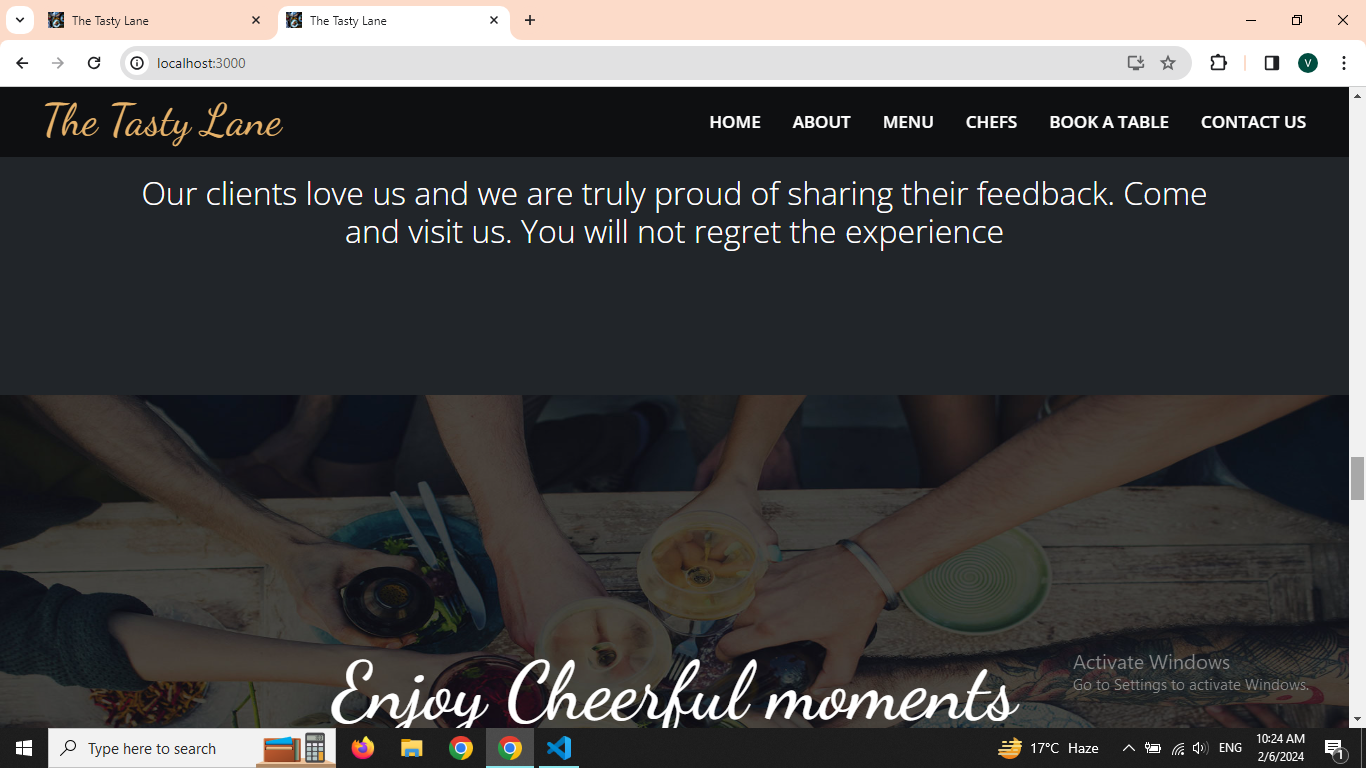 The Tasty Lane
The Tasty Lane
localhost:3000
V
The Tasty Lane
HOME ABOUT MENU CHEFS BOOK A TABLE CONTACT US
Our clients love us and we are truly proud of sharing their feedback. Come
and visit us. You will not regret the experience
Enjoy Cheerful moments
Activate Windows
Go to Settings to activate Windows.
Type here to search
17°C Haze
ENG
10:24 AM
2/6/2024
1